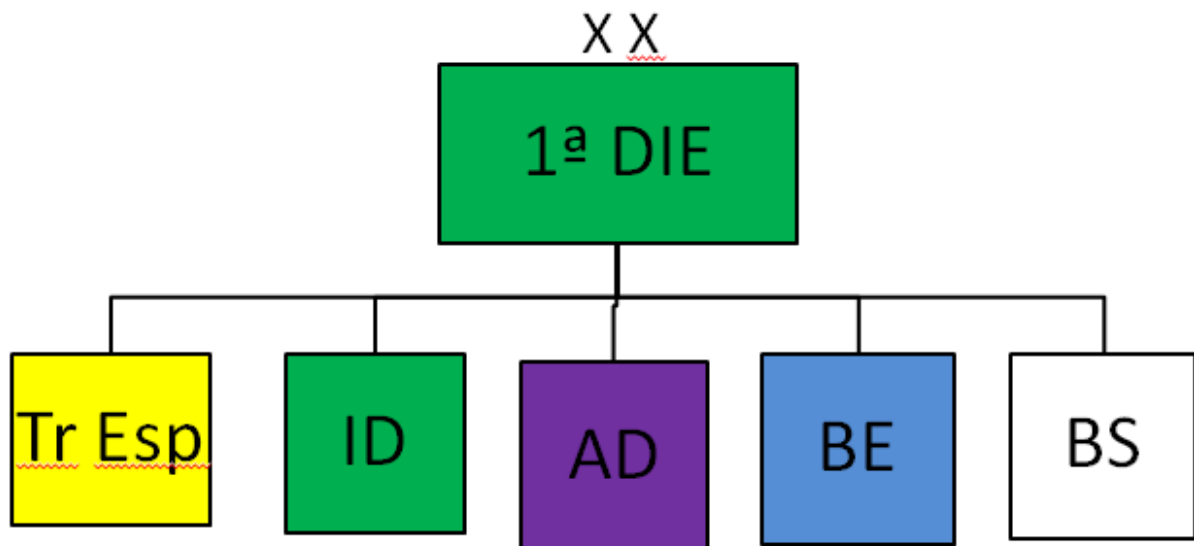 X X
1ª DIE
Tr Esp
ID
AD
BE
BS